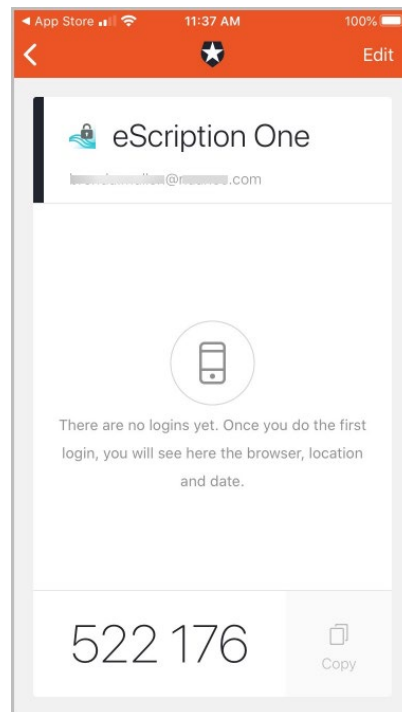 App Store 11:37 AM 100%
Edit
eScription One
.com
There are no logins yet. Once you do the first
login, you will see here the browser, location
and date.
522 176
Copy